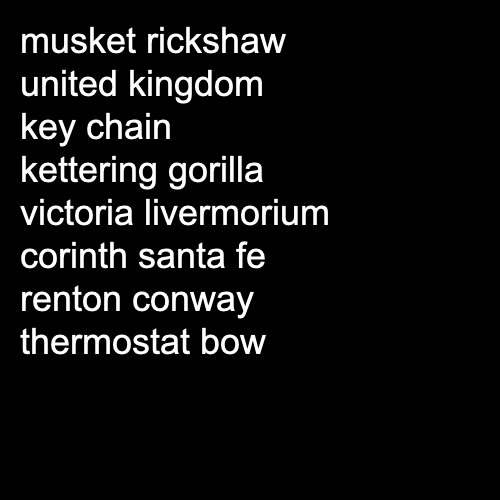 musket rickshaw
united kingdom
key chain
kettering gorilla
victoria livermorium
corinth santa fe
renton conway
thermostat bow